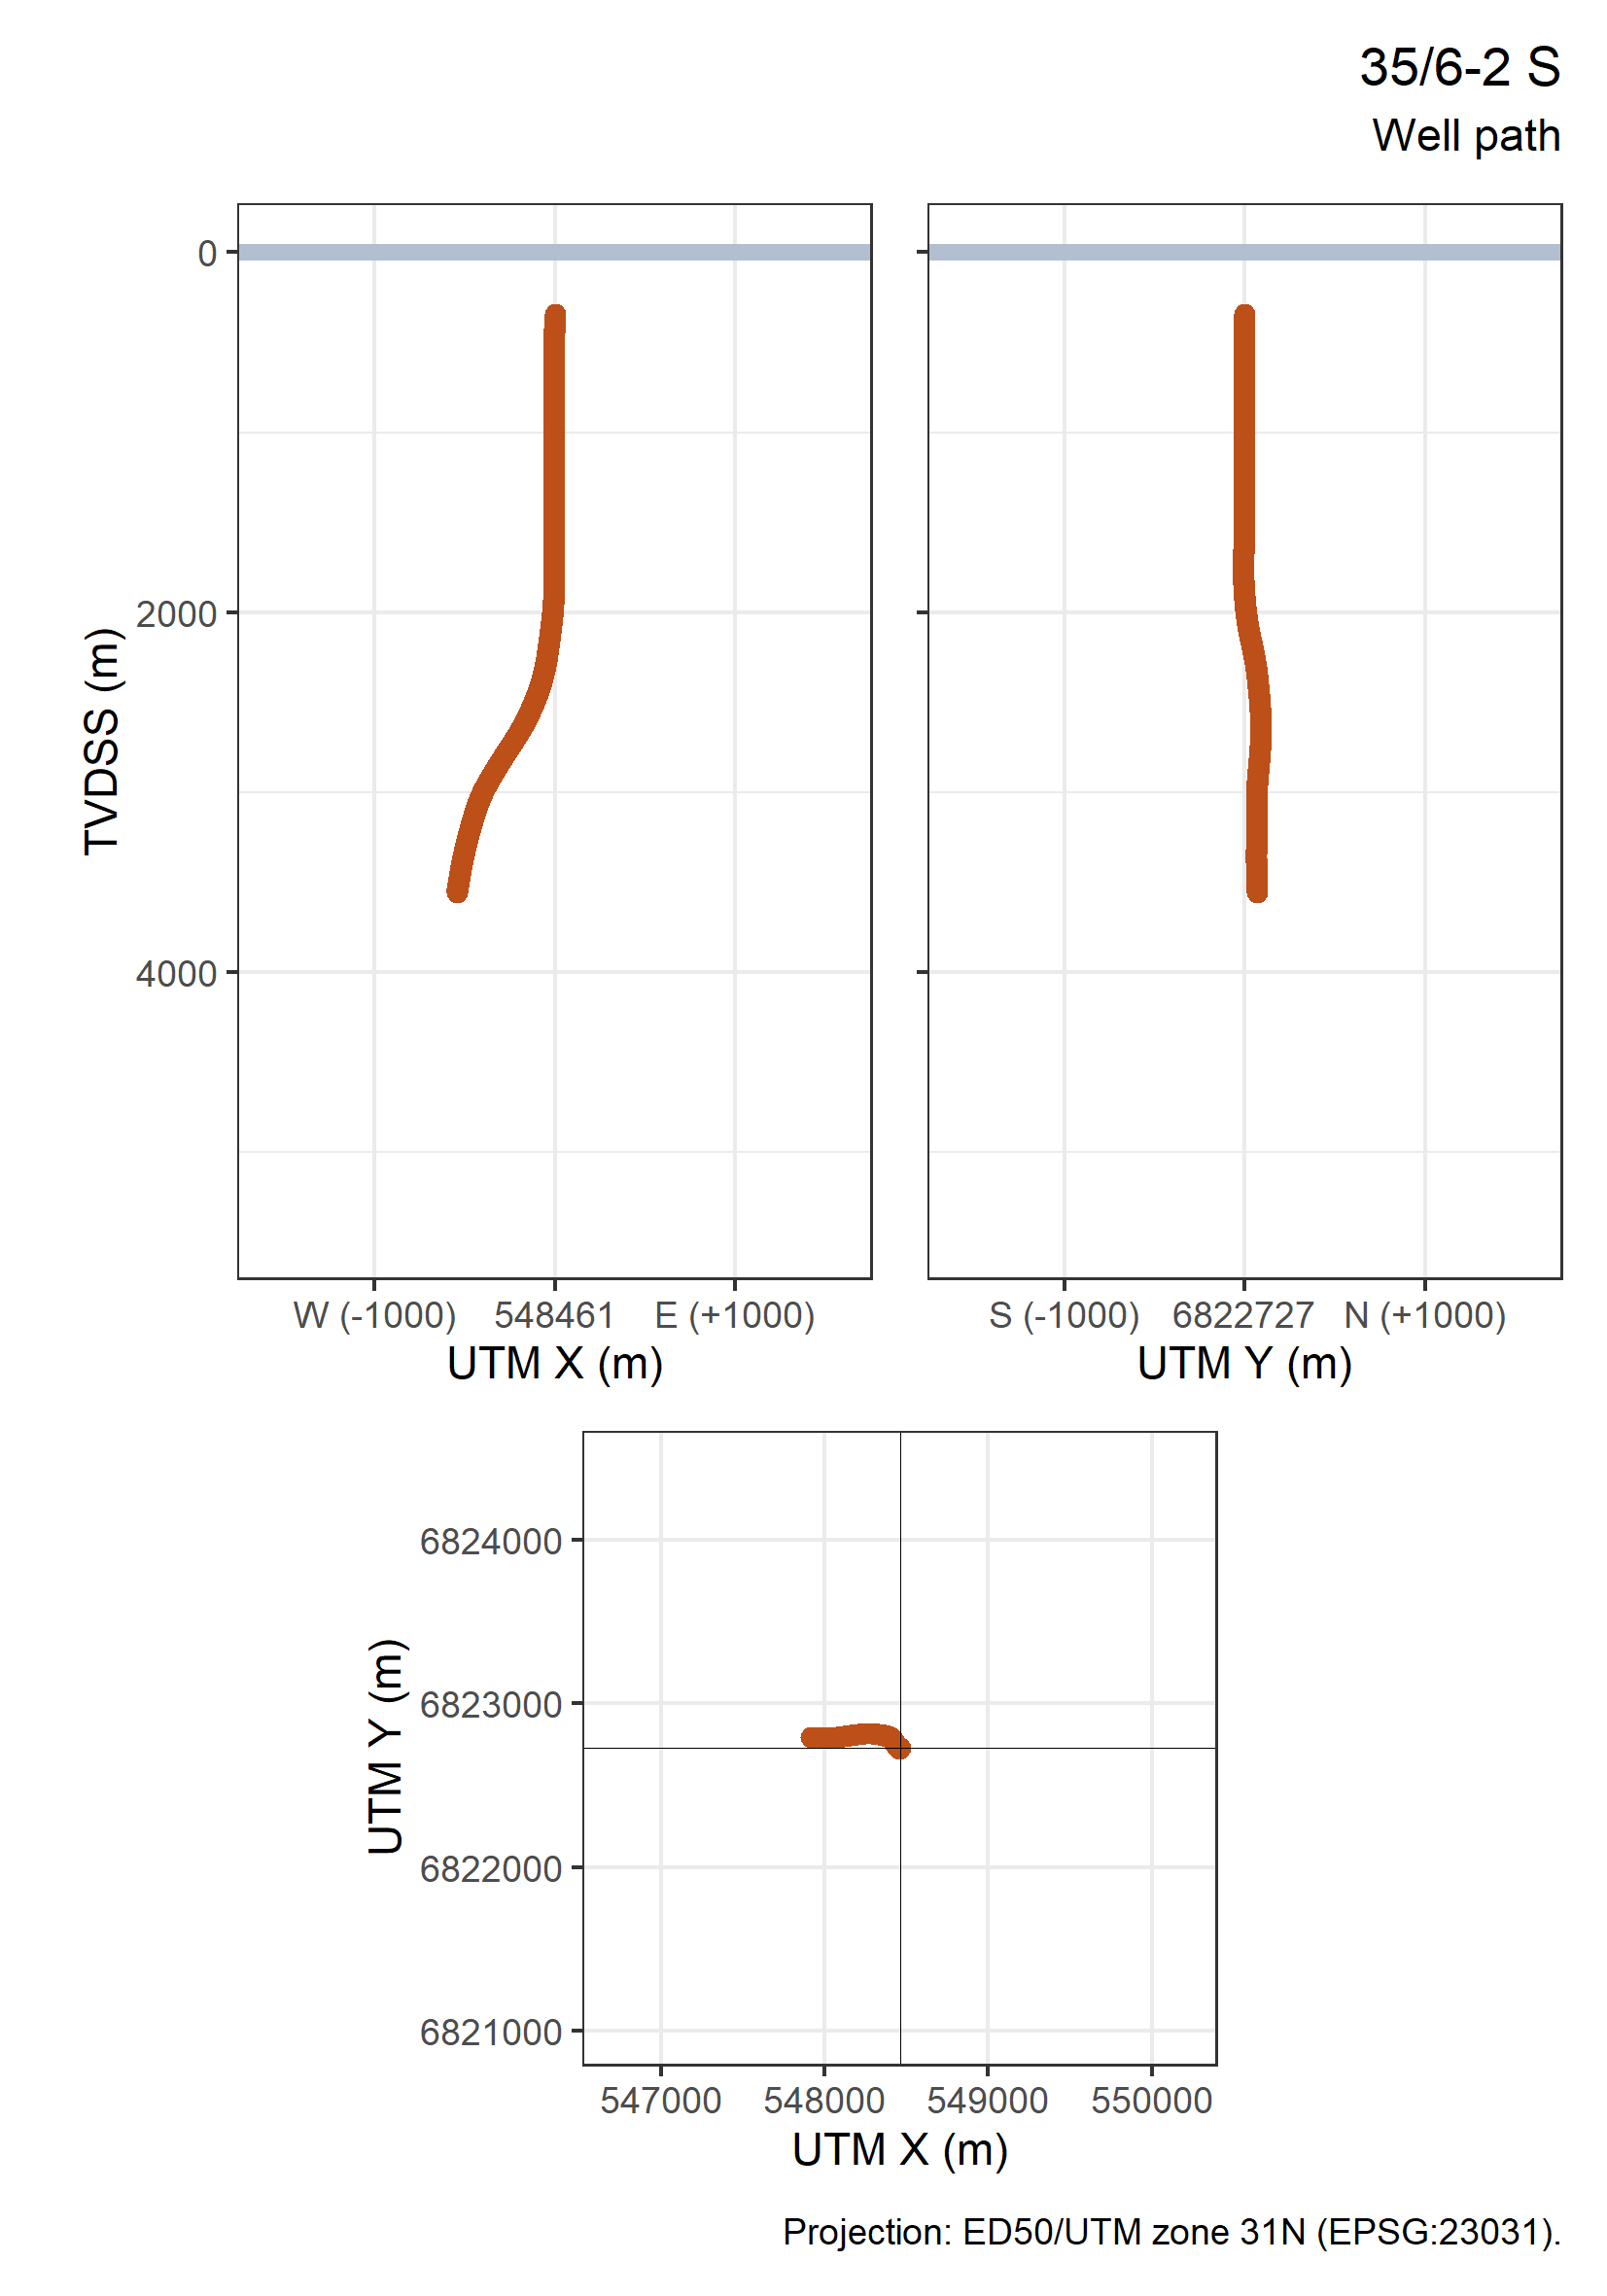 35/6-2 S
Well path
TVDSS (m)
0
2000
4000
W (-1000) 548461 E (+1000)
UTM X (m)
S (-1000) 6822727 N (+1000)
UTM Y (m)
UTM Y (m)
6824000
6823000
6822000
6821000
547000 548000 549000 550000
UTM X (m)
Projection: ED50/UTM zone 31N (EPSG:23031).